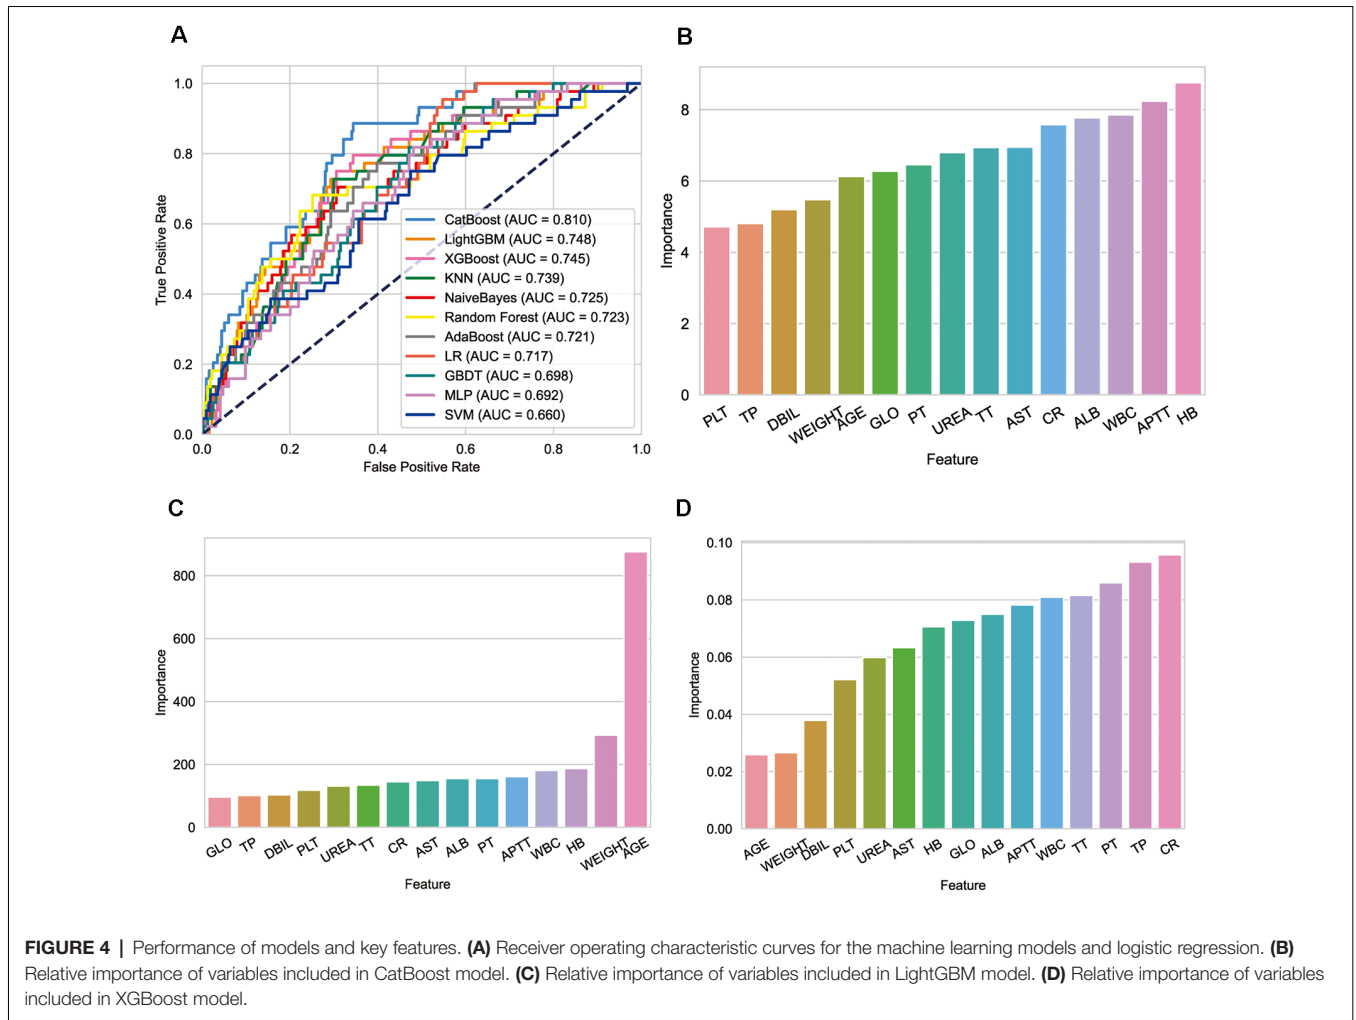 A
1.0
0.8
0.6
0.4
0.2
0.0
True Positive Rate
CatBoost (AUC = 0.810)
LightGBM (AUC = 0.748)
XGBoost (AUC = 0.745)
KNN (AUC = 0.739)
NaiveBayes (AUC = 0.725)
Random Forest (AUC = 0.723)
AdaBoost (AUC = 0.721)
LR (AUC = 0.717)
GBDT (AUC = 0.698)
MLP (AUC = 0.692)
SVM (AUC = 0.660)
0.0 0.2 0.4 0.6 0.8 1.0
False Positive Rate
B
8
6
4
2
0
Importance
PLT TP DBIL WEIGHT AGE GLO PT UREA TT AST CR ALB WBC APTT HB
Feature
C
800
600
400
200
0
Importance
GLO TP DBIL PLT UREA TT CR AST ALB PT APTT WBC HB WEIGHT AGE
Feature
D
0.10
0.08
0.06
0.04
0.02
0.00
Importance
AGE WEIGHT DBIL PLT UREA AST HB GLO ALB APTT WBC TT PT TP CR
Feature
FIGURE 4 | Performance of models and key features. (A) Receiver operating characteristic curves for the machine learning models and logistic regression. (B)
Relative importance of variables included in CatBoost model. (C) Relative importance of variables included in LightGBM model. (D) Relative importance of variables
included in XGBoost model.